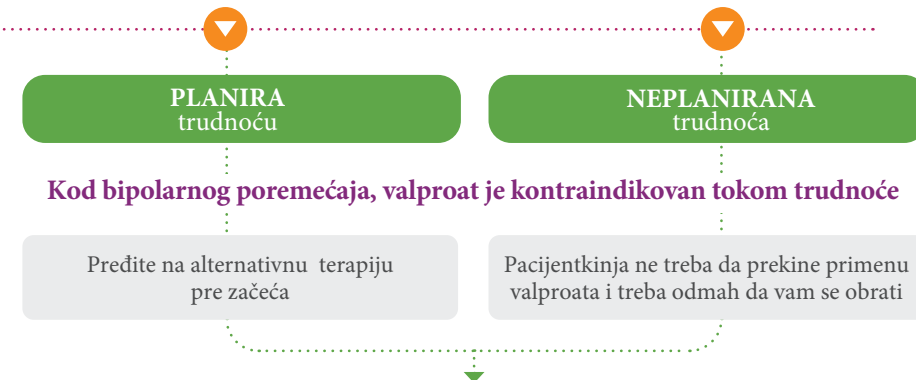 PLANIRA
trudnoću
NEPLANIRANA
trudnoća
Kod bipolarnog poremećaja, valproat je kontraindikovan tokom trudnoće
Pređite na alternativnu terapiju
pre začeća
Pacijentkinja ne treba da prekine primenu
valproata i treba odmah da vam se obrati